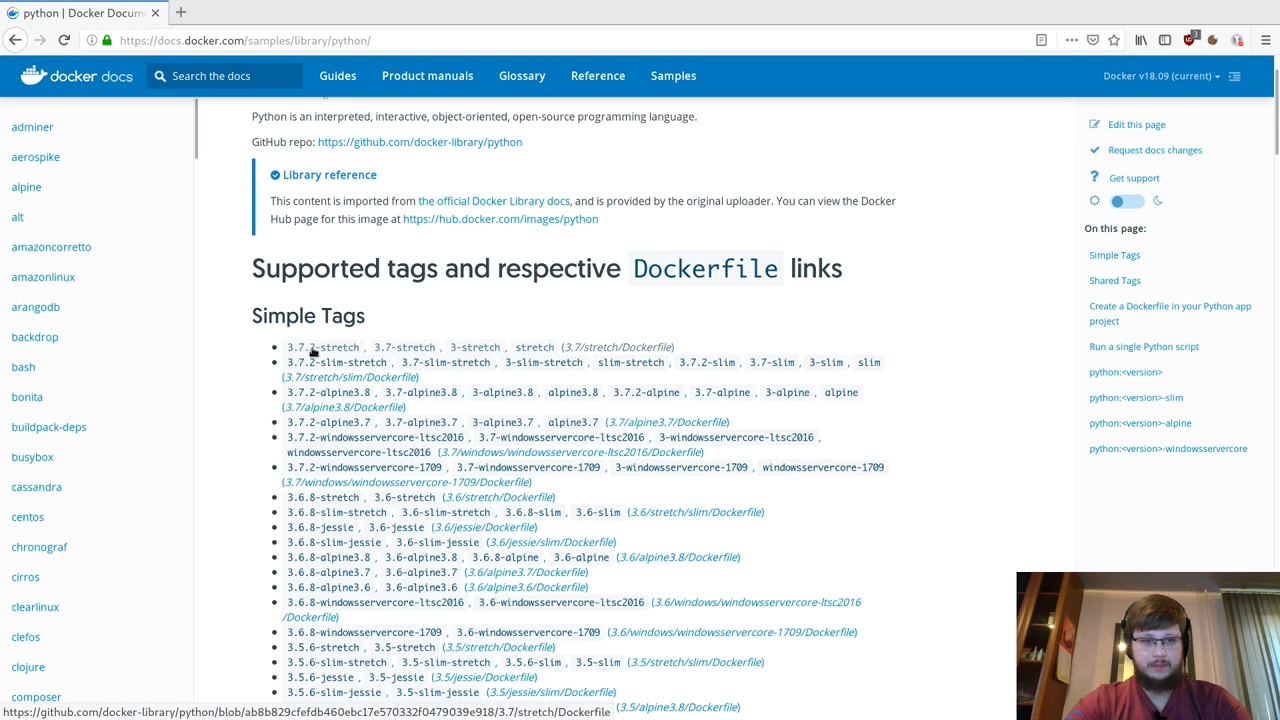 python | Docker Docum
https://docs.docker.com/samples/library/python/
3
docker docs
Search the docs
Guides
Product manuals
Glossary
Reference
Samples
Docker v18.09 (current)
adminer
aerospike
alpine
alt
amazoncorretto
amazonlinux
arangodb
backdrop
bash
bonita
buildpack-deps
busybox
cassandra
centos
chronograf
cirros
clearlinux
clefos
clojure
composer
Python is an interpreted, interactive, object-oriented, open-source programming language.
GitHub repo: https://github.com/docker-library/python
Library reference
This content is imported from the official Docker Library docs, and is provided by the original uploader. You can view the Docker
Hub page for this image at https://hub.docker.com/images/python
Supported tags and respective Dockerfile links
Simple Tags
3.7.2-stretch , 3.7-stretch , 3-stretch , stretch (3.7/stretch/Dockerfile)
3.7.2-slim-stretch , 3.7-slim-stretch , 3-slim-stretch , slim-stretch , 3.7.2-slim , 3.7-slim , 3-slim , slim
(3.7/stretch/slim/Dockerfile)
3.7.2-alpine3.8 , 3.7-alpine3.8 , 3-alpine3.8 , alpine3.8 , 3.7.2-alpine , 3.7-alpine , 3-alpine , alpine
(3.7/alpine3.8/Dockerfile)
3.7.2-alpine3.7 , 3.7-alpine3.7 , 3-alpine3.7 , alpine3.7 (3.7/alpine3.7/Dockerfile)
3.7.2-windowsservercore-ltsc2016 , 3.7-windowsservercore-ltsc2016 , 3-windowsservercore-ltsc2016 ,
windowsservercore-ltsc2016 (3.7/windows/windowsservercore-ltsc2016/Dockerfile)
3.7.2-windowsservercore-1709 , 3.7-windowsservercore-1709 , 3-windowsservercore-1709 , windowsservercore-1709
(3.7/windows/windowsservercore-1709/Dockerfile)
3.6.8-stretch , 3.6-stretch (3.6/stretch/Dockerfile)
3.6.8-slim-stretch , 3.6-slim-stretch , 3.6.8-slim , 3.6-slim (3.6/stretch/slim/Dockerfile)
3.6.8-jessie , 3.6-jessie (3.6/jessie/Dockerfile)
3.6.8-slim-jessie , 3.6-slim-jessie (3.6/jessie/slim/Dockerfile)
3.6.8-alpine3.8 , 3.6-alpine3.8 , 3.6.8-alpine , 3.6-alpine (3.6/alpine3.8/Dockerfile)
3.6.8-alpine3.7 , 3.6-alpine3.7 (3.6/alpine3.7/Dockerfile)
3.6.8-alpine3.6 , 3.6-alpine3.6 (3.6/alpine3.6/Dockerfile)
3.6.8-windowsservercore-ltsc2016 , 3.6-windowsservercore-ltsc2016 (3.6/windows/windowsservercore-ltsc2016
/Dockerfile)
3.6.8-windowsservercore-1709 , 3.6-windowsservercore-1709 (3.6/windows/windowsservercore-1709/Dockerfile)
3.5.6-stretch , 3.5-stretch (3.5/stretch/Dockerfile)
3.5.6-slim-stretch , 3.5-slim-stretch , 3.5.6-slim , 3.5-slim (3.5/stretch/slim/Dockerfile)
3.5.6-jessie , 3.5-jessie (3.5/jessie/Dockerfile)
3.5.6-slim-jessie , 3.5-slim-jessie (3.5/jessie/slim/Dockerfile)
(3.5/alpine3.8/Dockerfile)
https://github.com/docker-library/python/blob/ab8b829cfefdb460ebc17e570332f0479039e918/3.7/stretch/Dockerfile
Edit this page
Request docs changes
Get support
On this page:
Simple Tags
Shared Tags
Create a Dockerfile in your Python app
project
Run a single Python script
python:<version>
python:<version>-slim
python:<version>-alpine
python:<version>-windowsservercore